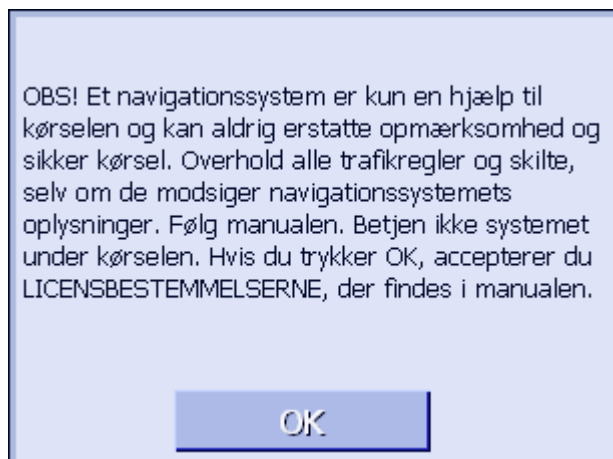 OBS! Et navigationssystem er kun en hjælp til
kørselen og kan aldrig erstatte opmærksomhed og
sikker kørsel. Overhold alle trafikregler og skilte,
selv om de modsiger navigationssystemets
oplysninger. Følg manualen. Betjen ikke systemet
under kørselen. Hvis du trykker OK, accepterer du
LICENSBESTEMMELSERNE, der findes i manualen.
OK